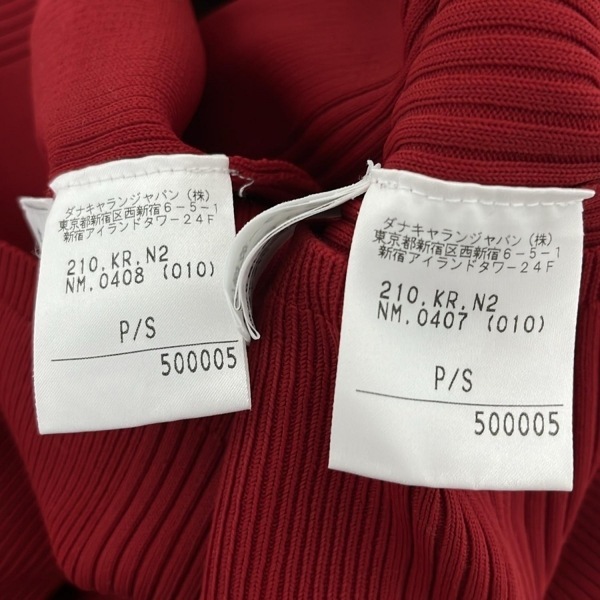 ダナキヤランジャパン (株)
東京都新宿区西新宿6-5-1
新宿アイランドタワー24F
210.KR.N2
NM.0408 (010)
P/S
500005
ダナキヤランジャパン (株)
東京都新宿区西新宿6-5-1
新宿アイランドタワー24F
210.KR.N2
NM.0407 (010)
P/S
500005